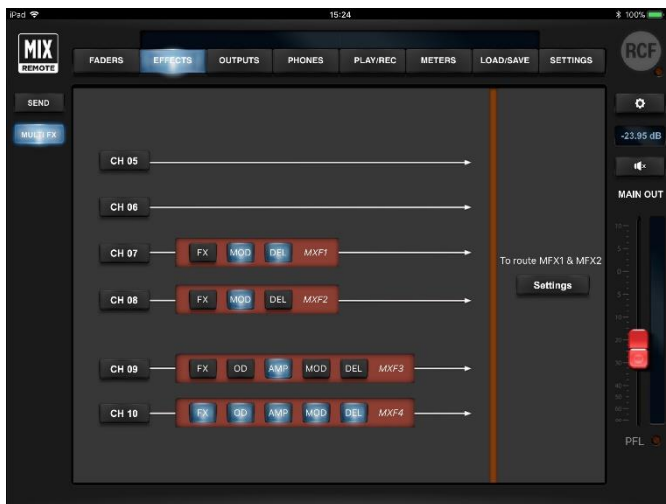 iPad 15:24 100%
MIX
REMOTE
FADERS EFFECTS OUTPUTS PHONES PLAY/REC METERS LOAD/SAVE SETTINGS
RCF
SEND
MULTI FX
-23.95 dB
MAIN OUT
CH 05
CH 06
CH 07 FX MOD DEL MXF1
To route MFX1 & MFX2
Settings
CH 08 FX MOD DEL MXF2
CH 09 FX OD AMP MOD DEL MXF3
CH 10 FX OD AMP MOD DEL MXF4
PFL